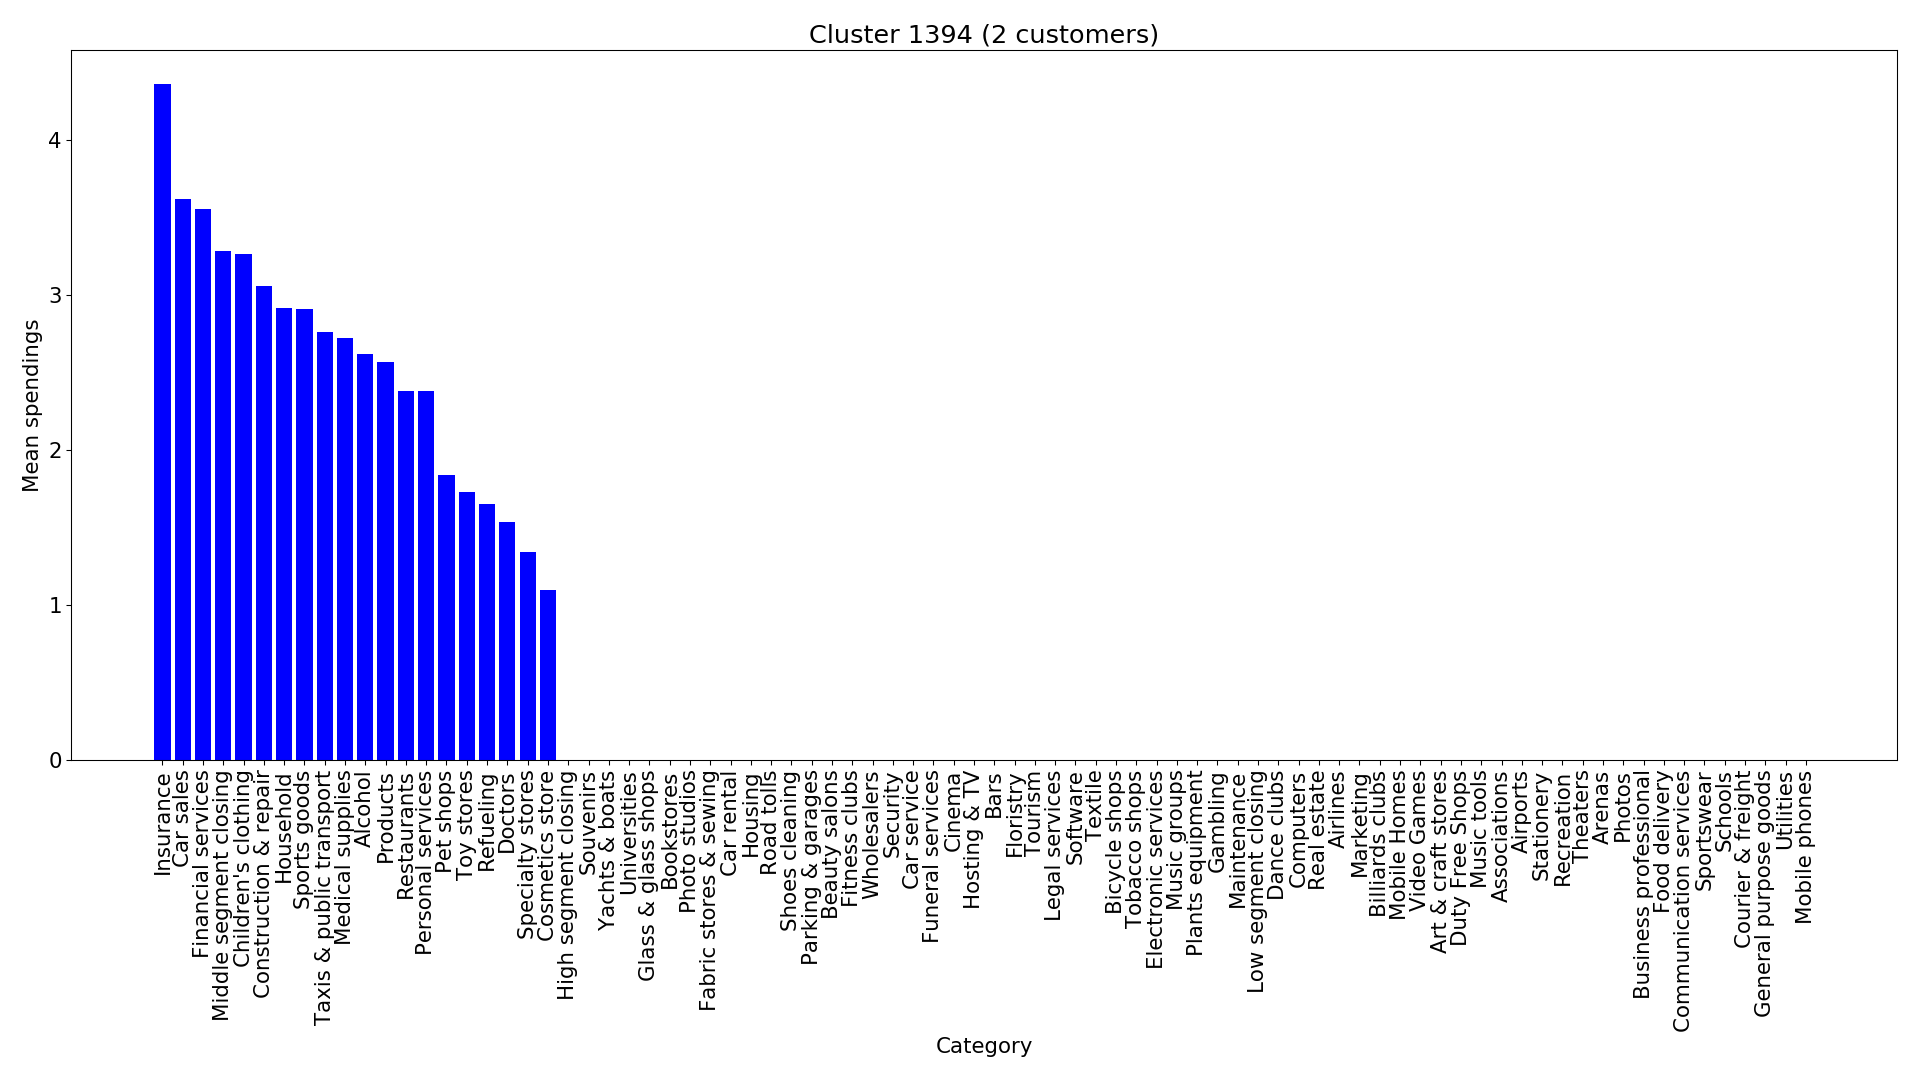 Cluster 1394 (2 customers)
4
3
2
1
0
Mean spendings
Insurance
Car sales
Financial services
Middle segment closing
Children's clothing
Construction & repair
Household
Sports goods
Taxis & public transport
Medical supplies
Alcohol
Products
Restaurants
Personal services
Pet shops
Toy stores
Refuelling
Doctors
Specialty stores
Cosmetics store
High segment closing
Souvenirs
Yachts & boats
Universities
Glass & glass shops
Bookstores
Photo studios
Fabric stores & sewing
Car rental
Housing
Road tolls
Shoes cleaning
Parking & garages
Beauty salons
Fitness clubs
Wholesalers
Security
Car service
Funeral services
Cinema
Hosting & TV
Bars
Floristry
Tourism
Legal services
Software
Textile
Bicycle shops
Tobacco shops
Electronic services
Music groups
Plants equipment
Gambling
Maintenance
Low segment closing
Dance clubs
Computers
Real estate
Airlines
Marketing
Billiards clubs
Mobile Homes
Video Games
Art & craft stores
Duty Free Shops
Music tools
Associations
Airports
Stationery
Recreation
Theaters
Arenas
Photos
Business professional
Food delivery
Communication services
Sportswear
Schools
Courier & freight
General purpose goods
Utilities
Mobile phones
Category